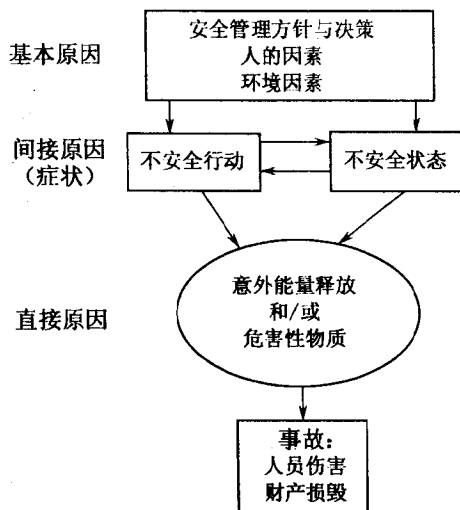 安全管理方针与决策
基本原因
人的因素
环境因素
间接原因
(症状)
不安全行动
不安全状态
意外能量释放
和/或
危害性物质
直接原因
事故：
人员伤害
财产损毁